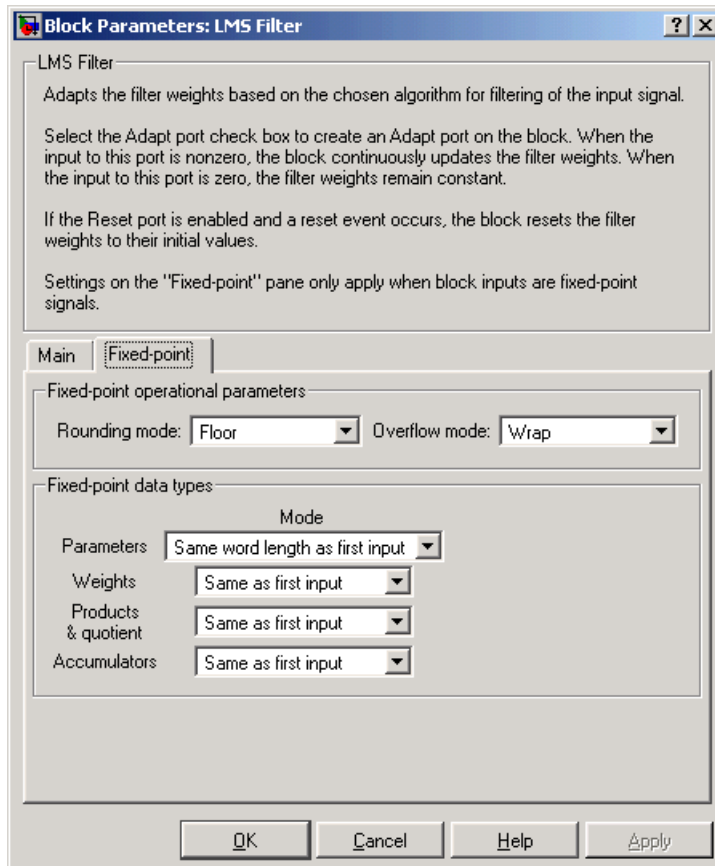 Block Parameters: LMS Filter
LMS Filter
Adapts the filter weights based on the chosen algorithm for filtering of the input signal.
Select the Adapt port check box to create an Adapt port on the block. When the
input to this port is nonzero, the block continuously updates the filter weights. When
the input to this port is zero, the filter weights remain constant.
If the Reset port is enabled and a reset event occurs, the block resets the filter
weights to their initial values.
Settings on the "Fixed-point" pane only apply when block inputs are fixed-point
signals.
Main Fixed-point
Fixed-point operational parameters
Rounding mode: Floor Overflow mode: Wrap
Fixed-point data types
Mode
Parameters Same word length as first input
Weights Same as first input
Products
& quotient Same as first input
Accumulators Same as first input
OK Cancel Help Apply